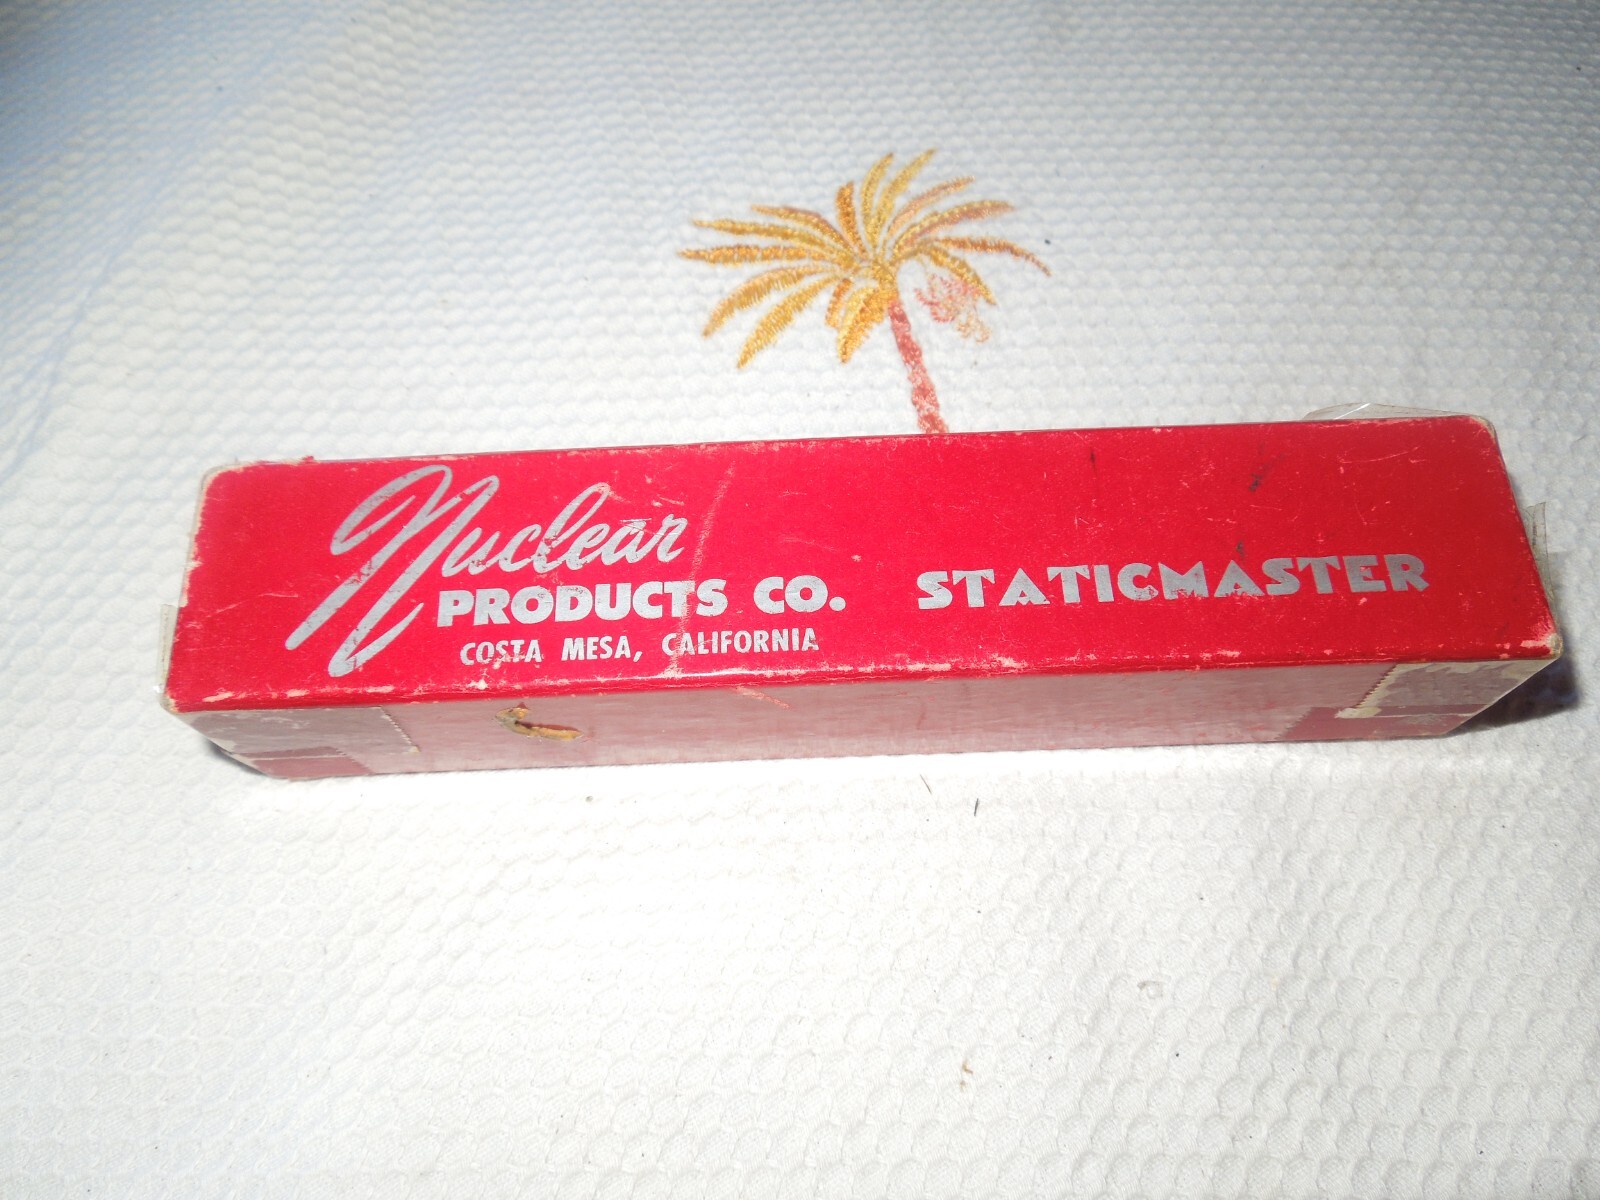 Nuclear
PRODUCTS CO.
COSTA MESA, CALIFORNIA
STATICMASTER